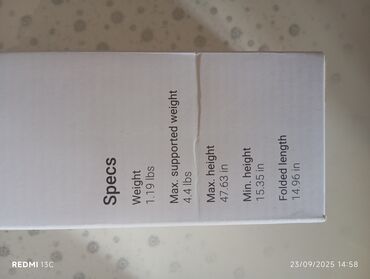 Specs
Weight
1.19 lbs
Max. supported weight
4.4 lbs
Max. height
47.63 in
Min. height
15.35 in
Folded length
14.96 in
REDMI 13C
23/09/2025 14:58